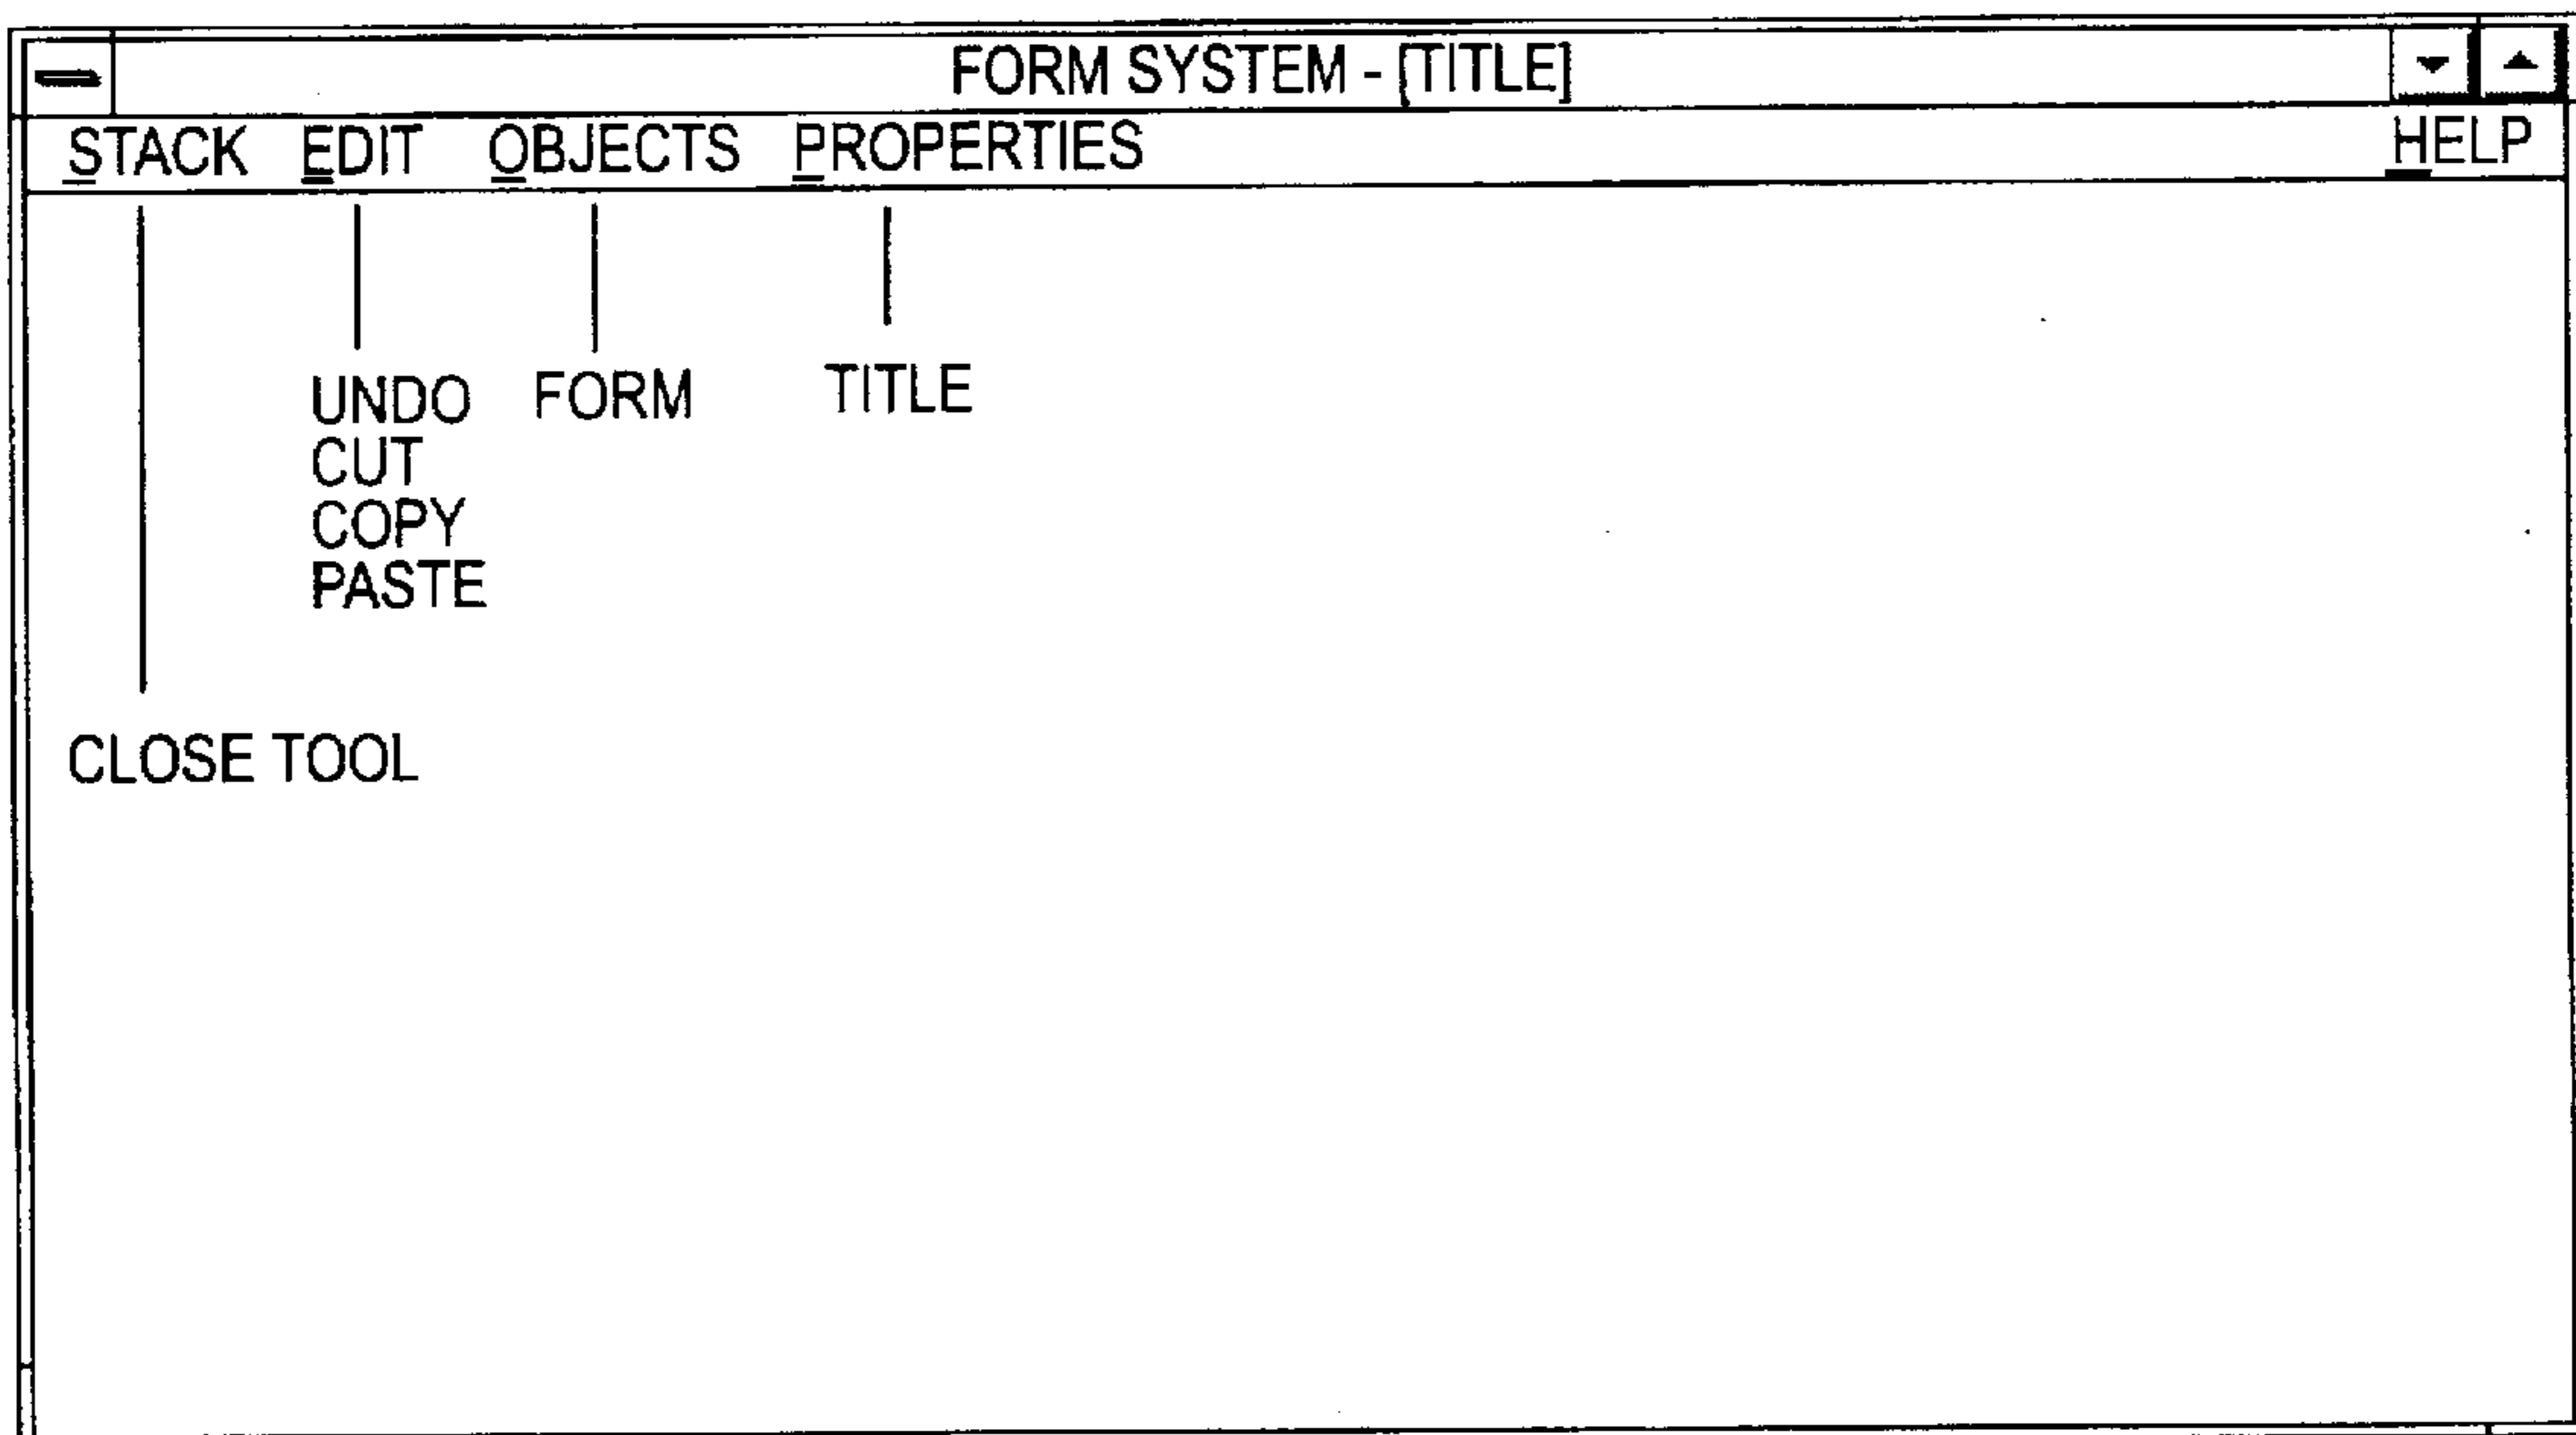 FORM SYSTEM - [TITLE]
STACK EDIT OBJECTS PROPERTIES HELP
UNDO FORM TITLE
CUT
COPY
PASTE
CLOSE TOOL